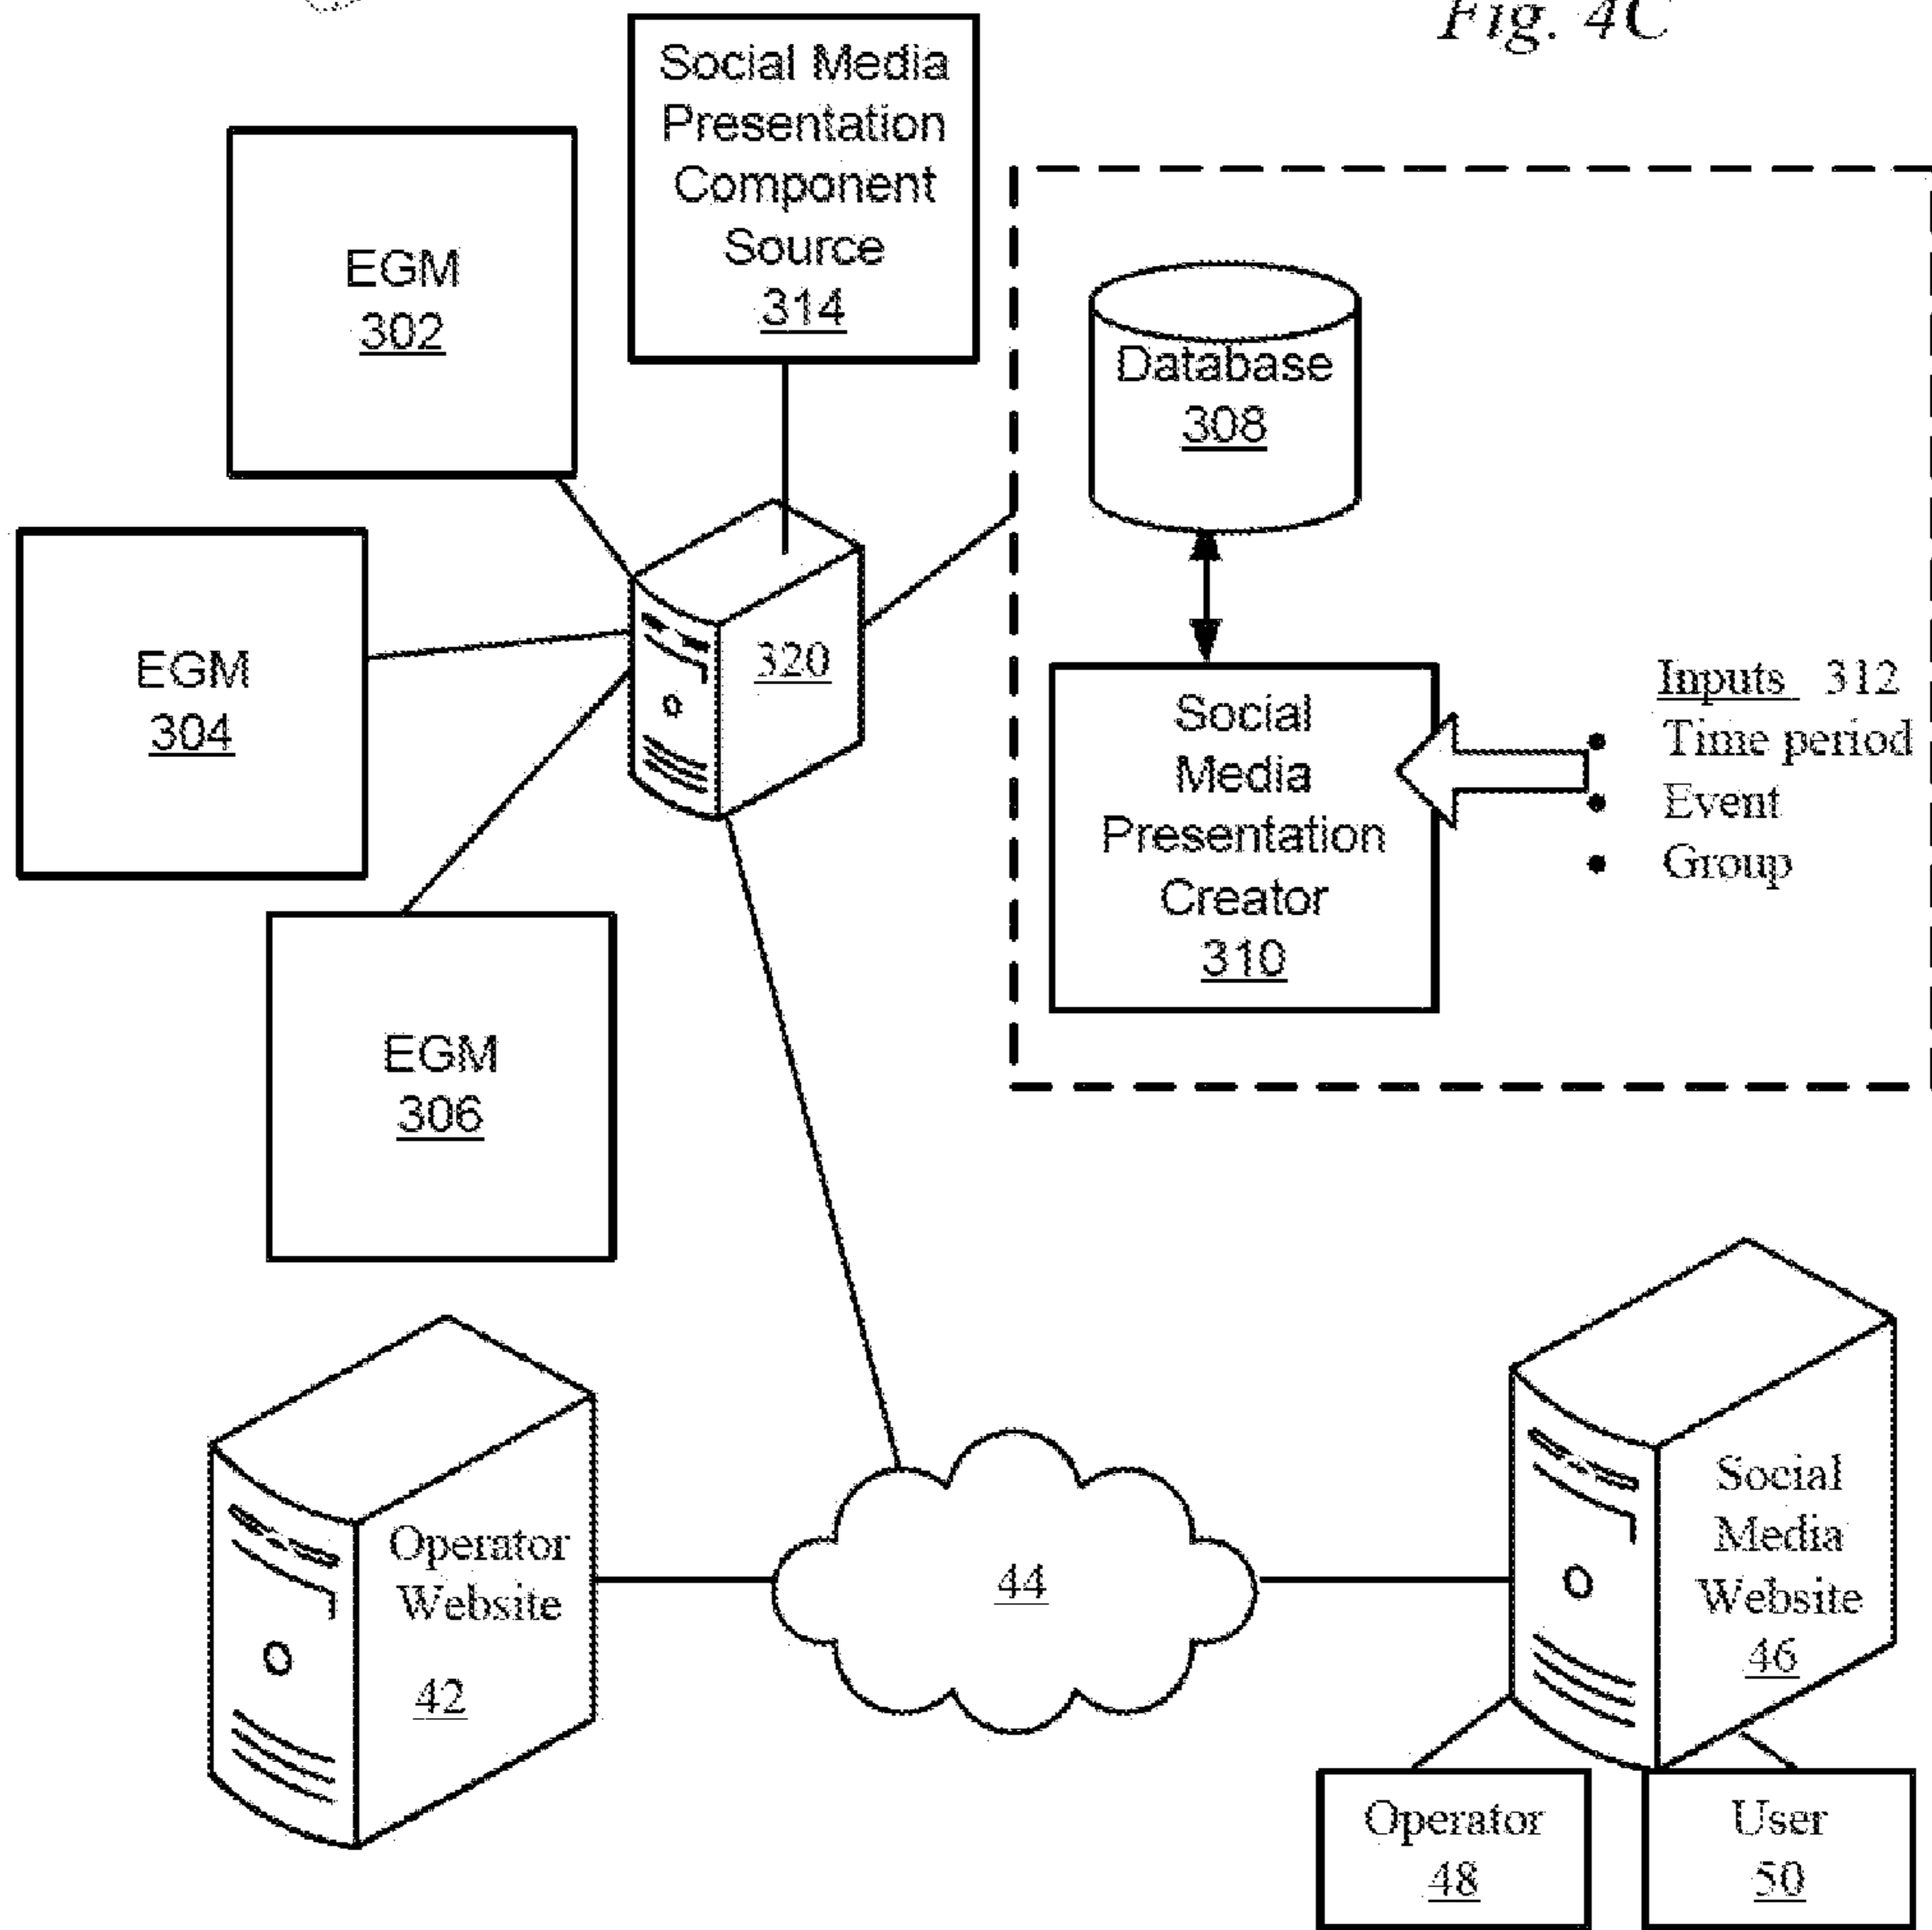 Fig. 4C
Social Media
Presentation
Component
Source
314
EGM
302
Database
308
EGM
304
320
Social
Media
Presentation
Creator
310
Inputs 312
• Time period
• Event
• Group
EGM
306
Operator
Website
42
44
Social
Media
Website
46
Operator
48
User
50